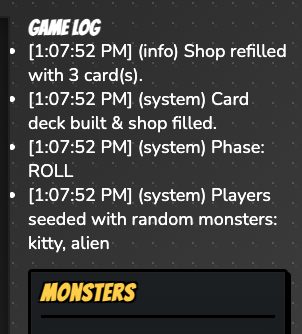 GAME LOG
[1:07:52 PM] (info) Shop refilled
with 3 card(s).
[1:07:52 PM] (system) Card
deck built & shop filled.
[1:07:52 PM] (system) Phase:
ROLL
[1:07:52 PM] (system) Players
seeded with random monsters:
kitty, alien
MONSTERS